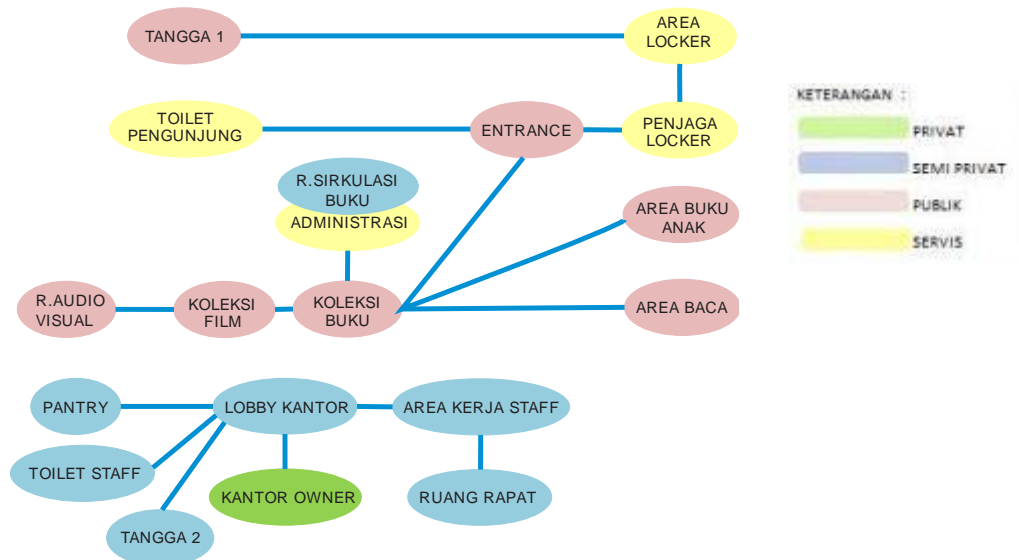 TANGGA 1
AREA
LOCKER
TOILET
PENGUNJUNG
ENTRANCE
PENJAGA
LOCKER
R.SIRKULASI
BUKU
ADMINISTRASI
AREA BUKU
ANAK
R.AUDIO
VISUAL
KOLEKSI
FILM
KOLEKSI
BUKU
AREA BACA
PANTRY
LOBBY KANTOR
AREA KERJA STAFF
TOILET STAFF
KANTOR OWNER
RUANG RAPAT
TANGGA 2
KETERANGAN :
PRIVAT
SEMI PRIVAT
PUBLIK
SERVIS